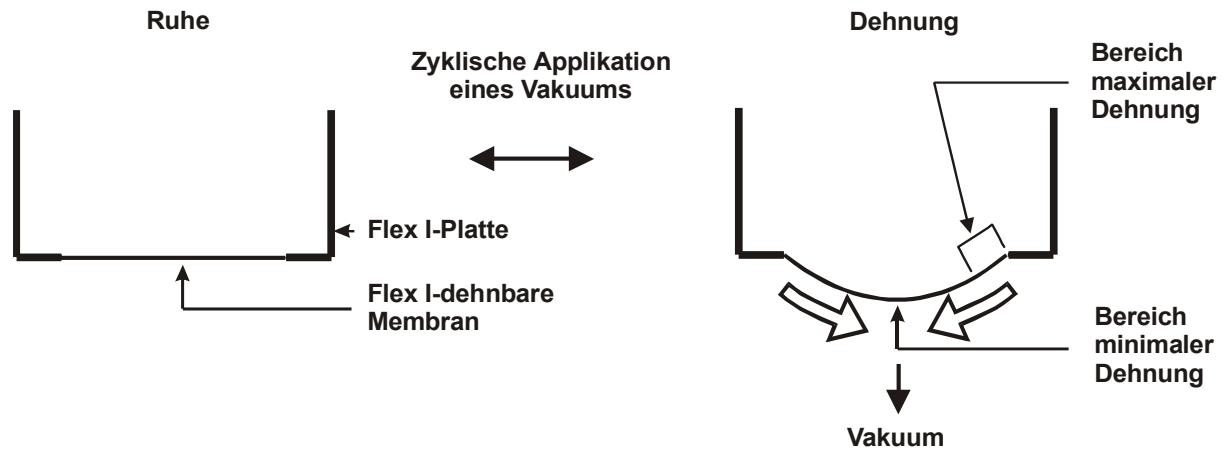 Ruhe
Zyklische Applikation
eines Vakuums
Flex I-Platte
Flex I-dehnbare
Membran
Dehnung
Bereich
maximaler
Dehnung
Bereich
minimaler
Dehnung
Vakuum